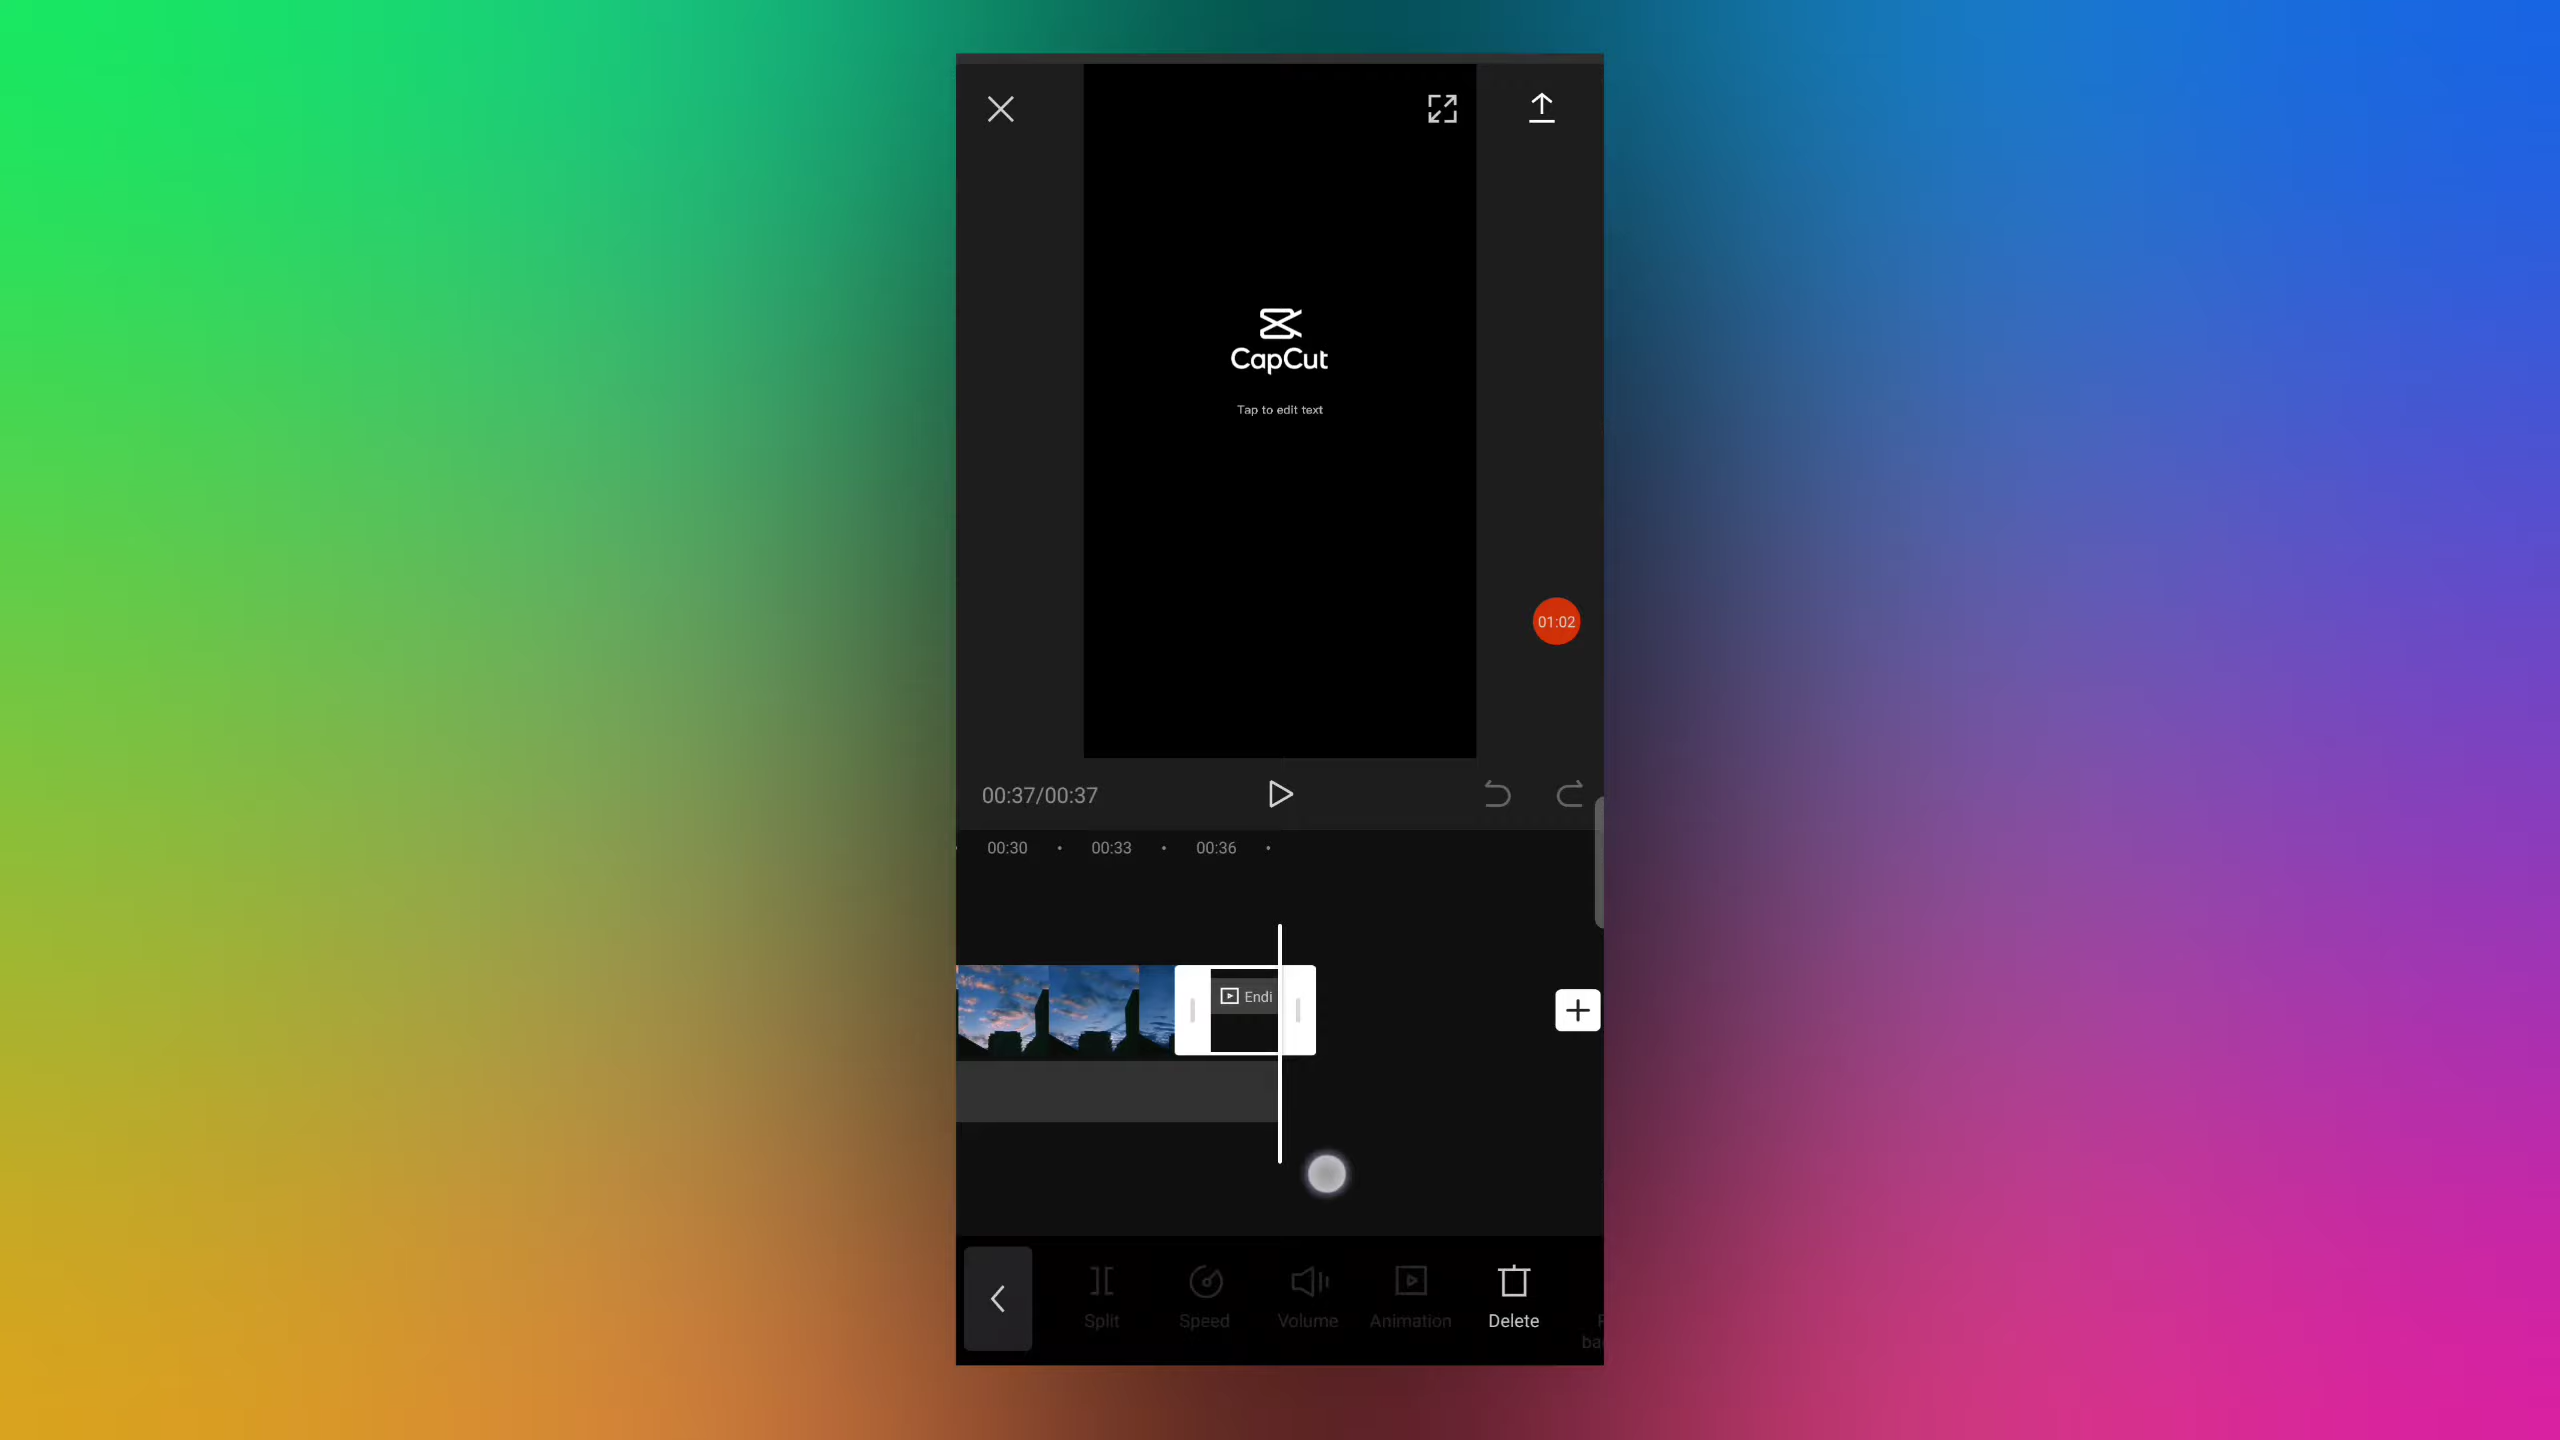 CapCut
Tap to edit text
01:02
00:37/00:37
00:30
00:33
00:36
Endi
Split
Speed
Volume
Animation
Delete